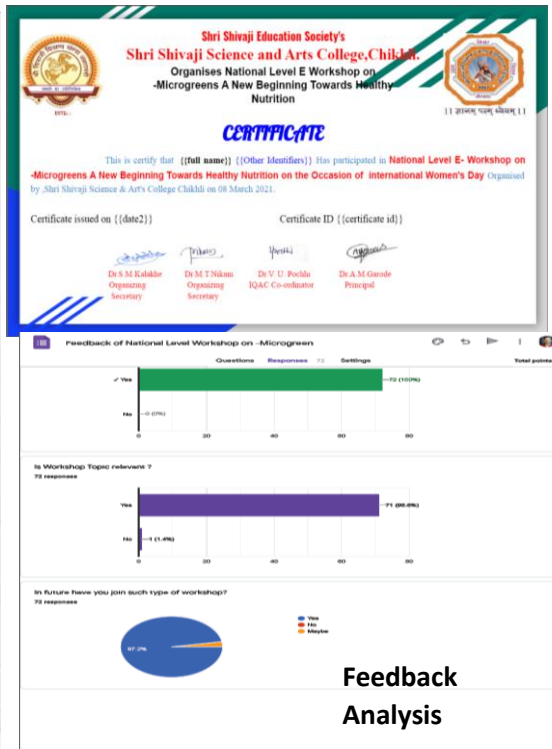 Shri Shivaji Education Society's
Shri Shivaji Science and Arts College,Chikhli.
Organises National Level E Workshop on
-Microgreens A New Beginning Towards Healthy
Nutrition
ESTD.-
|| ज्ञानम् परम् ध्येयम् ||
CERTIFICATE
This is certify that {{full name}} {{Other Identifiers}} Has participated in National Level E- Workshop on
-Microgreens A New Beginning Towards Healthy Nutrition on the Occasion of international Women's Day Organised
by ,Shri Shivaji Science & Art's College Chikhli on 08 March 2021.
Certificate issued on {{date2}} Certificate ID {{certificate id}}
Dr.S.M.Kalakhe Dr.M.T.Nikam Dr.V. U. Pochhi Dr.A.M.Garode
Organizing Organizing IQAC Co-ordinator Principal
Secretary Secretary
Feedback of National Level Workshop on -Microgreen
Questions Responses 72 Settings Total points
✓ Yes 72 (100%)
No 0 (0%)
0 20 40 60 80
Is Workshop Topic relevant ?
72 responses
Yes 71 (98.6%)
No 1 (1.4%)
0 20 40 60 80
In future have you join such type of workshop?
72 responses
97.2%
Yes
No
Maybe
Feedback
Analysis